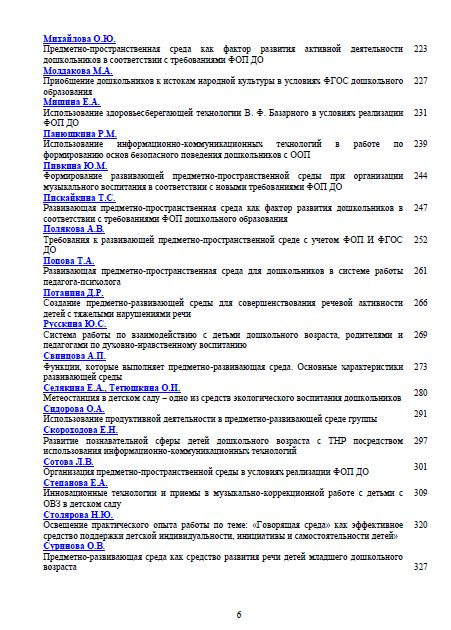 Михайлова О.Ю.
Предметно-пространственная среда как фактор развития активной деятельности 223
дошкольников в соответствии с требованиями ФОП ДО
Молдакова М.А.
Приобщение дошкольников к истокам народной культуры в условиях ФГОС дошкольного 227
образования
Мишина Е.А.
Использование здоровьесберегающей технологии В. Ф. Базарного в условиях реализации 231
ФОП ДО
Панюшкина Р.М.
Использование информационно-коммуникационных технологий в работе по 239
формированию основ безопасного поведения дошкольников с ООП
Пивкина Ю.М.
Формирование развивающей предметно-пространственной среды при организации 244
музыкального воспитания в соответствии с новыми требованиями ФОП ДО
Пискайкина Т.С.
Развивающая предметно-пространственная среда как фактор развития дошкольников в 247
соответствии с требованиями ФОП дошкольного образования
Полякова А.В.
Требования к развивающей предметно-пространственной среде с учетом ФОП И ФГОС 252
ДО
Попова Т.А.
Развивающая предметно-пространственная среда для дошкольников в системе работы 261
педагога-психолога
Потанина Д.Р.
Создание предметно-развивающей среды для совершенствования речевой активности 266
детей с тяжелыми нарушениями речи
Русскина Ю.С.
Система работы по взаимодействию с детьми дошкольного возраста, родителями и 269
педагогами по духовно-нравственному воспитанию
Свинцова А.П.
Функции, которые выполняет предметно-развивающая среда. Основные характеристики 273
развивающей среды
Селякина Е.А., Тетюшкина О.И.
Метеостанция в детском саду – одно из средств экологического воспитания дошкольников 280
Сидорова О.А.
Использование продуктивной деятельности в предметно-развивающей среде группы 291
Скороходова Е.Н.
Развитие познавательной сферы детей дошкольного возраста с ТНР посредством 297
использования информационно-коммуникационных технологий
Сотова Л.В.
Организация предметно-пространственной среды в условиях реализации ФОП ДО 301
Степанова Е.А.
Инновационные технологии и приемы в музыкально-коррекционной работе с детьми с 309
ОВЗ в детском саду
Столярова Н.Ю.
Освещение практического опыта работы по теме: «Говорящая среда» как эффективное 320
средство поддержки детской индивидуальности, инициативы и самостоятельности детей»
Суринова О.В.
Предметно-развивающая среда как средство развития речи детей младшего дошкольного
возраста 327
6